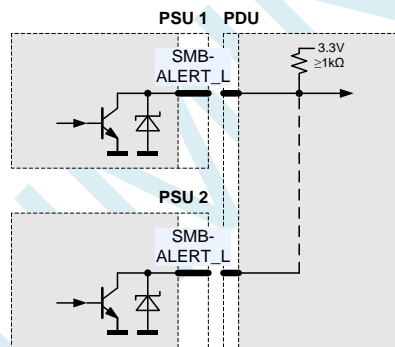 PSU 1 PDU
3.3V
≥1kΩ
SMB-
ALERT_L
PSU 2
SMB-
ALERT_L